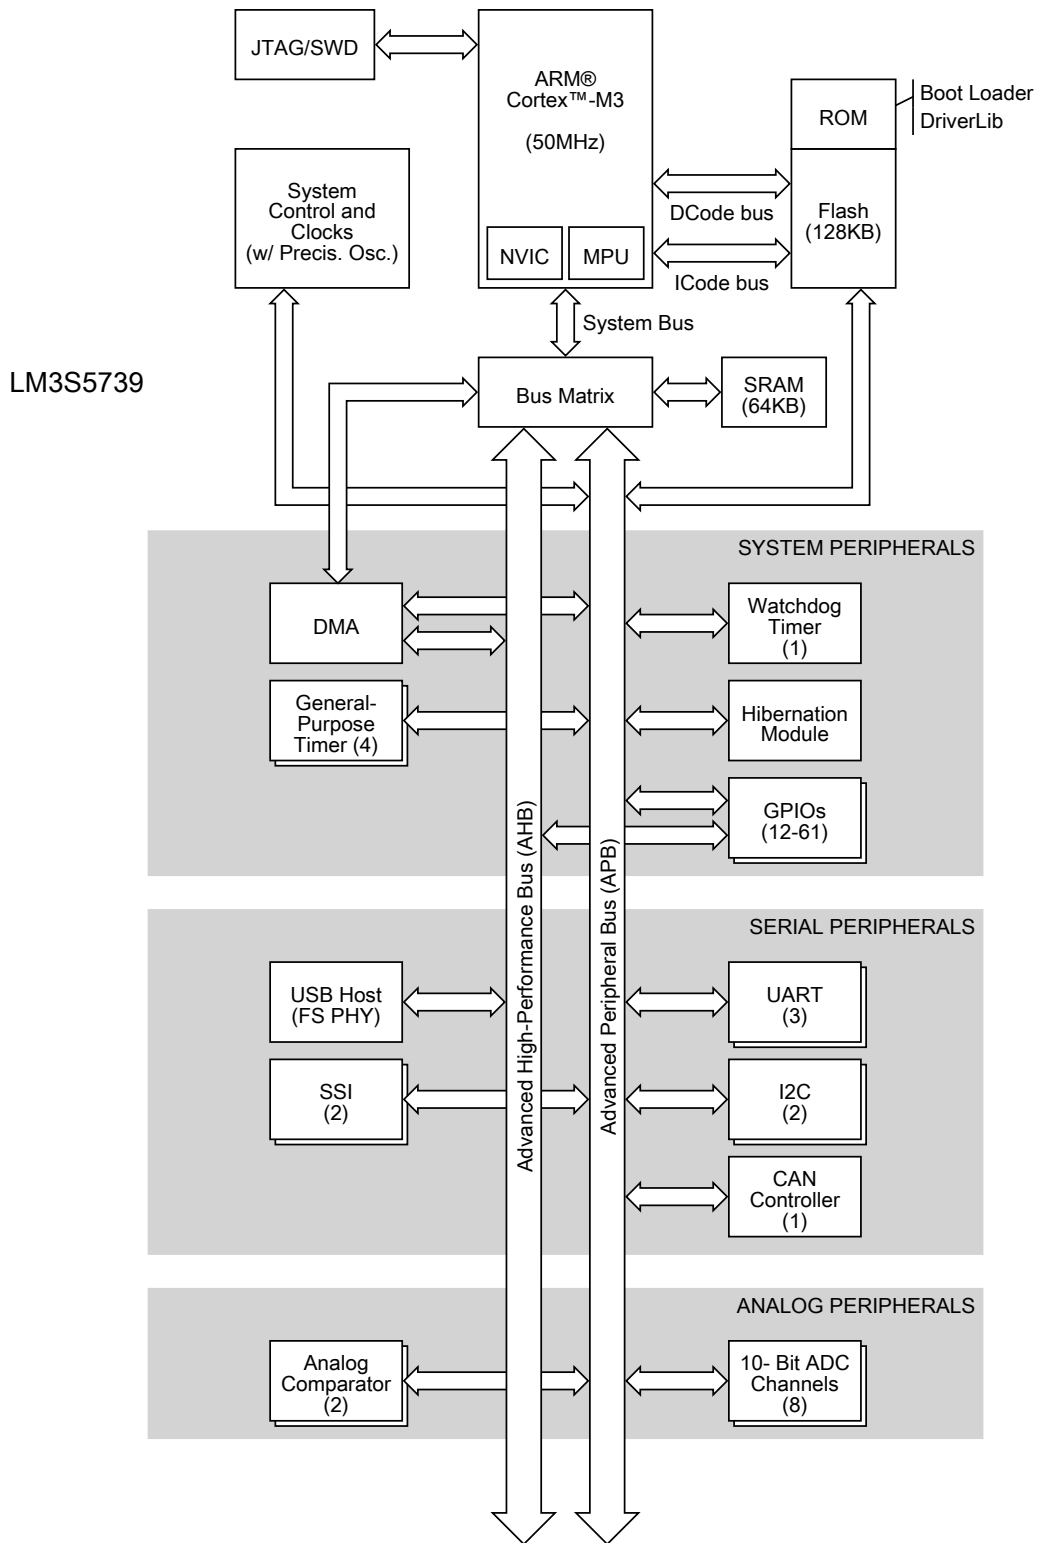 JTAG/SWD
ARM®
Cortex™-M3
(50MHz)
NVIC
MPU
ROM
Boot Loader
DriverLib
System
Control and
Clocks
(w/ Precis. Osc.)
DCode bus
Flash
(128KB)
ICode bus
System Bus
LM3S5739
Bus Matrix
SRAM
(64KB)
SYSTEM PERIPHERALS
DMA
Watchdog
Timer
(1)
General-
Purpose
Timer (4)
Hibernation
Module
GPIOs
(12-61)
Advanced High-Performance Bus (AHB)
Advanced Peripheral Bus (APB)
SERIAL PERIPHERALS
USB Host
(FS PHY)
UART
(3)
SSI
(2)
I2C
(2)
CAN
Controller
(1)
ANALOG PERIPHERALS
Analog
Comparator
(2)
10- Bit ADC
Channels
(8)